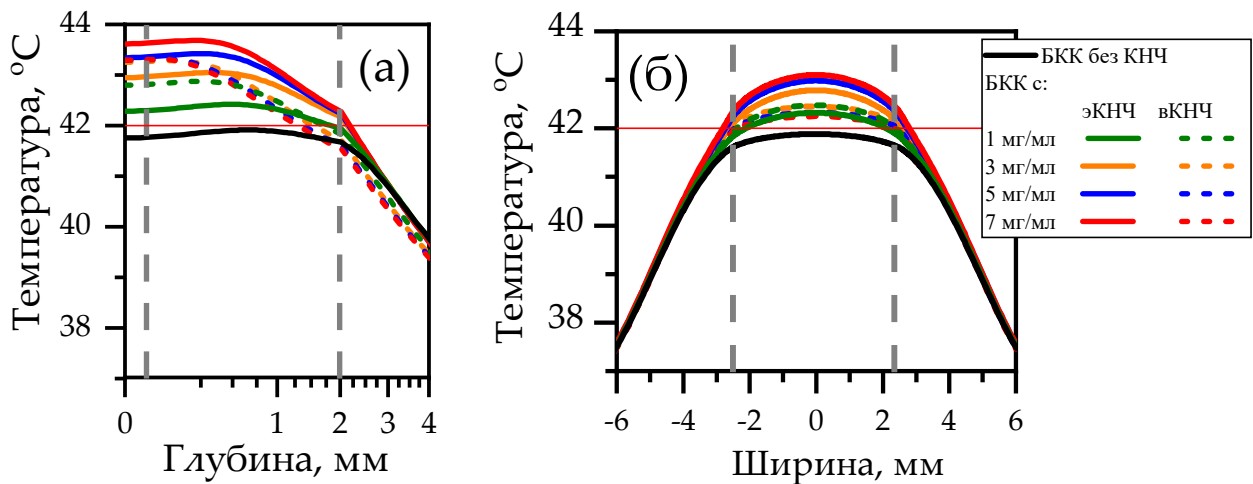 44
42
40
38
Температура, °С
(а)
0
1
2
3
4
Глубина, мм
44
42
40
38
Температура, °С
(б)
-6
-4
-2
0
2
4
6
Ширина, мм
БКК без КНЧ
БКК с:
эКНЧ вКНЧ
1 мг/мл
3 мг/мл
5 мг/мл
7 мг/мл